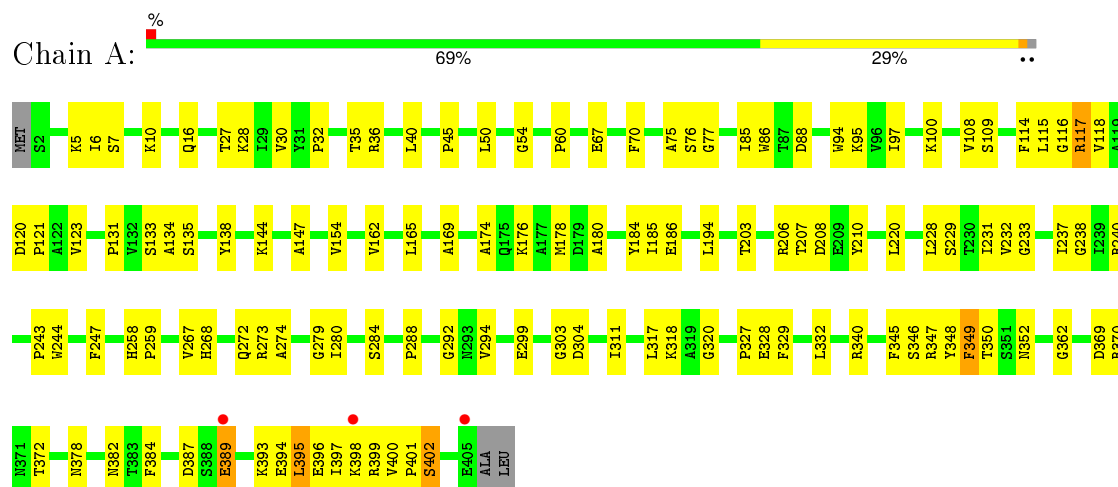 %
Chain A:
69% 29% ••
MET S2 K5 I6 S7 K10 Q16 T27 K28 I29 V30 Y31 P32 T35 R36 L40 P45 L50 G54 P60 E67 F70 A75 S76 G77 I85 W86 T87 D88 W94 K95 V96 I97 K100 V108 S109 F114 L115 G116 R117 V118 A119
D120 P121 A122 V123 P131 V132 S133 A134 S135 Y138 K144 A147 V154 V162 L165 A169 A174 Q175 K176 A177 M178 D179 A180 Y184 I185 E186 L194 T203 R206 T207 D208 E209 Y210 L220 L228 S229 T230 I231 V232 G233 I237 G238 I239
P243 W244 F247 H258 P259 V267 H268 Q272 R273 A274 G279 I280 S284 P288 G292 N293 V294 E299 G303 D304 I311 L317 K318 A319 G320 P327 E328 F329 L332 R340 F345 S346 R347 Y348 F349 T350 S351 N352 G362 D369
N371 T372 N378 N382 T383 F384 D387 S388 E389 K393 E394 L395 E396 I397 K398 R399 V400 P401 S402 E405 ALA LEU